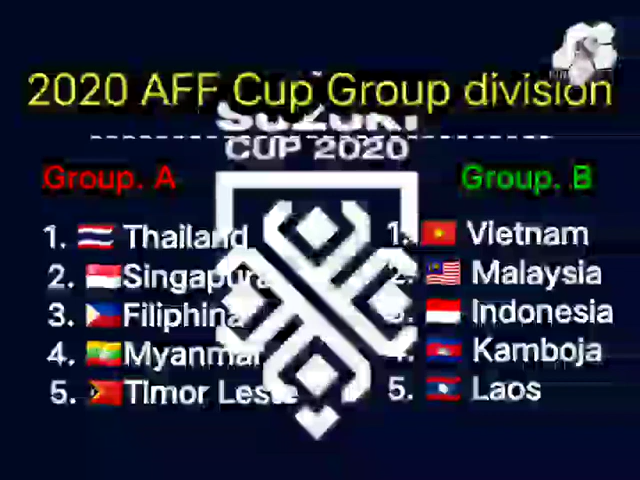 2020 AFF Cup Group division
SUZUKI
CUP 2020
Group. A
Group. B
1. Thailand
2. Singapura
3. Filiphina
4. Myanmar
5. Timor Leste
1. Vietnam
2. Malaysia
3. Indonesia
4. Kamboja
5. Laos